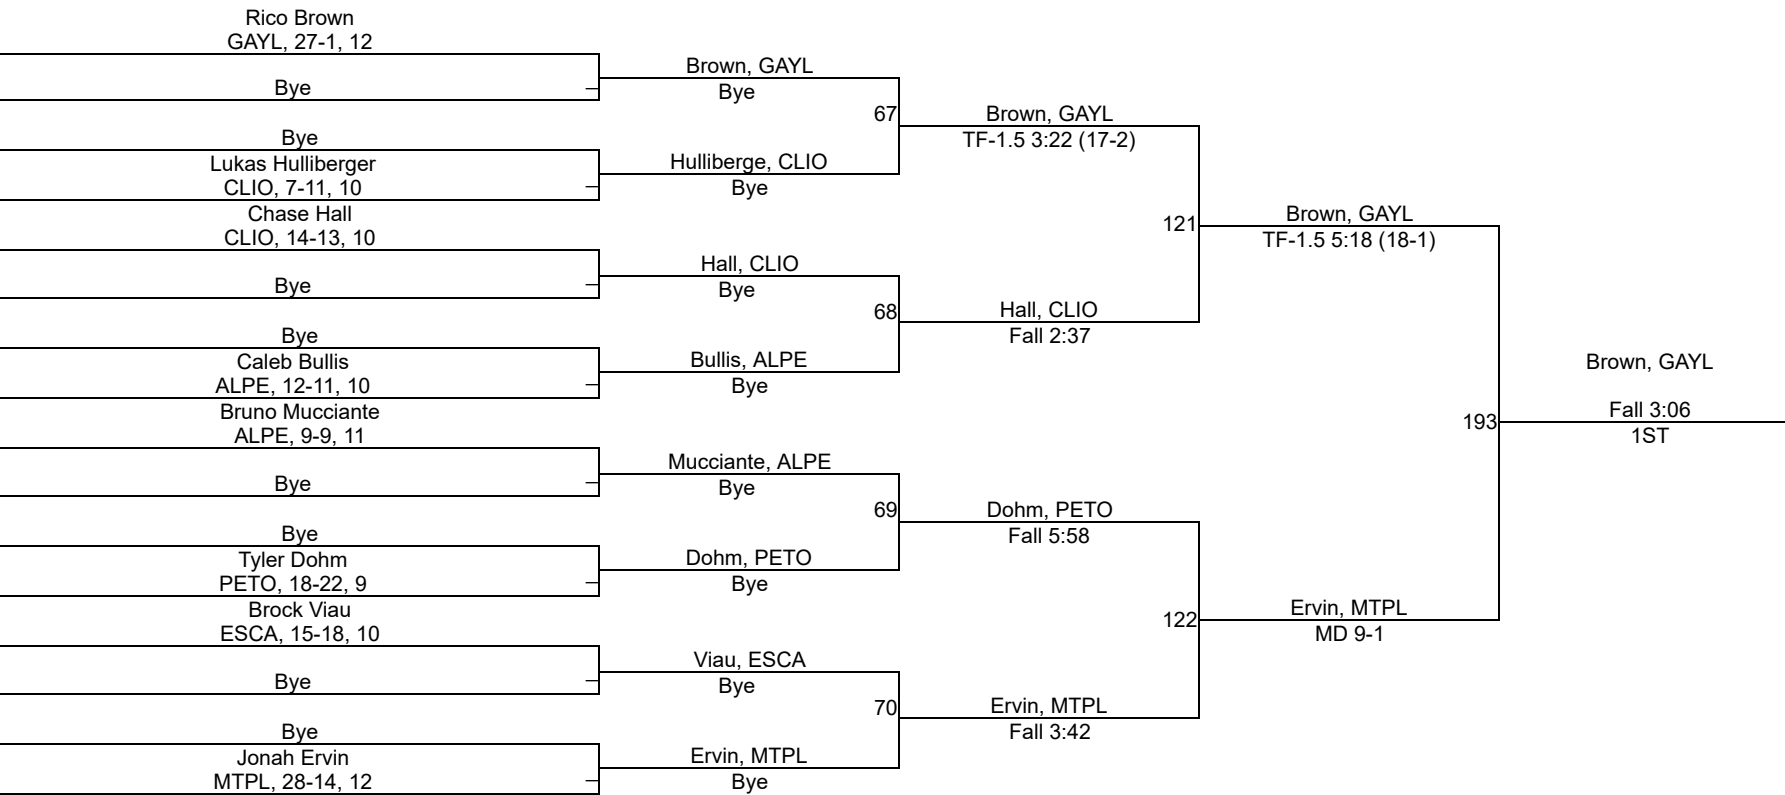 Rico Brown
GAYL, 27-1, 12
Bye
Bye
Lukas Hulliberger
CLIO, 7-11, 10
Chase Hall
CLIO, 14-13, 10
Bye
Bye
Caleb Bullis
ALPE, 12-11, 10
Bruno Mucciante
ALPE, 9-9, 11
Bye
Bye
Tyler Dohm
PETO, 18-22, 9
Brock Viau
ESCA, 15-18, 10
Bye
Bye
Jonah Ervin
MTPL, 28-14, 12
Brown, GAYL
Bye
67
Hulliberge, CLIO
Bye
Hall, CLIO
Bye
68
Bullis, ALPE
Bye
Mucciante, ALPE
Bye
69
Dohm, PETO
Bye
Viau, ESCA
Bye
70
Ervin, MTPL
Bye
Brown, GAYL
TF-1.5 3:22 (17-2)
121
Hall, CLIO
Fall 2:37
Dohm, PETO
Fall 5:58
122
Ervin, MTPL
Fall 3:42
Brown, GAYL
TF-1.5 5:18 (18-1)
193
Ervin, MTPL
MD 9-1
Brown, GAYL
Fall 3:06
1ST